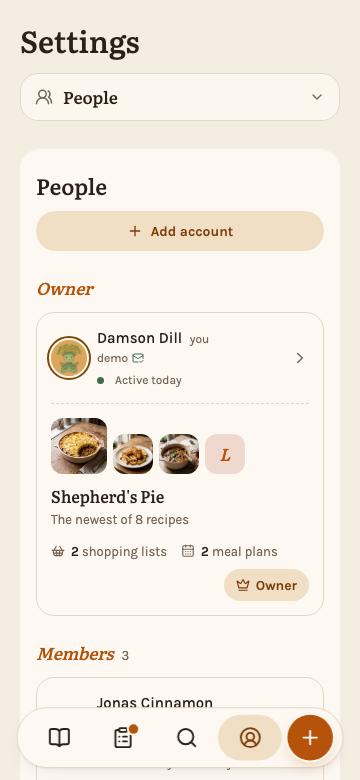 Settings
People
People
Add account
Owner
Damson Dill you
demo
Active today
L
Shepherd's Pie
The newest of 8 recipes
2 shopping lists 2 meal plans
Owner
Members 3
Jonas Cinnamon